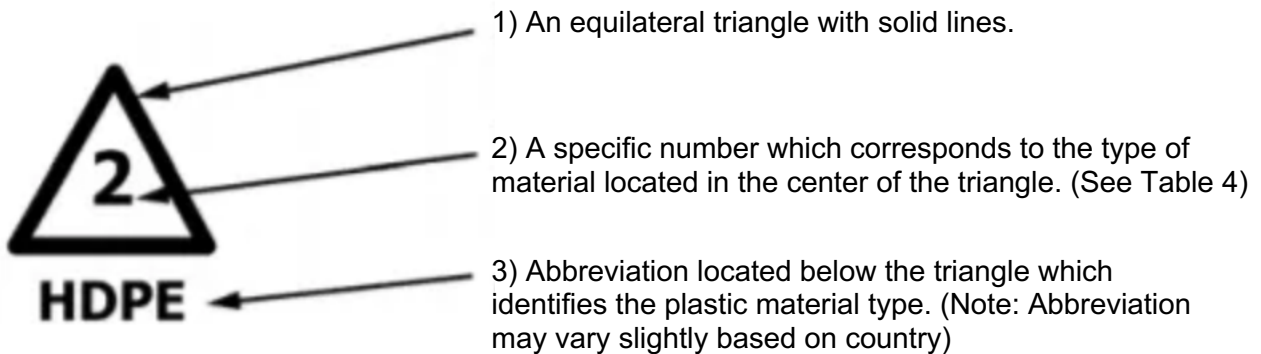 1) An equilateral triangle with solid lines.
2
2) A specific number which corresponds to the type of
material located in the center of the triangle. (See Table 4)
HDPE
3) Abbreviation located below the triangle which
identifies the plastic material type. (Note: Abbreviation
may vary slightly based on country)